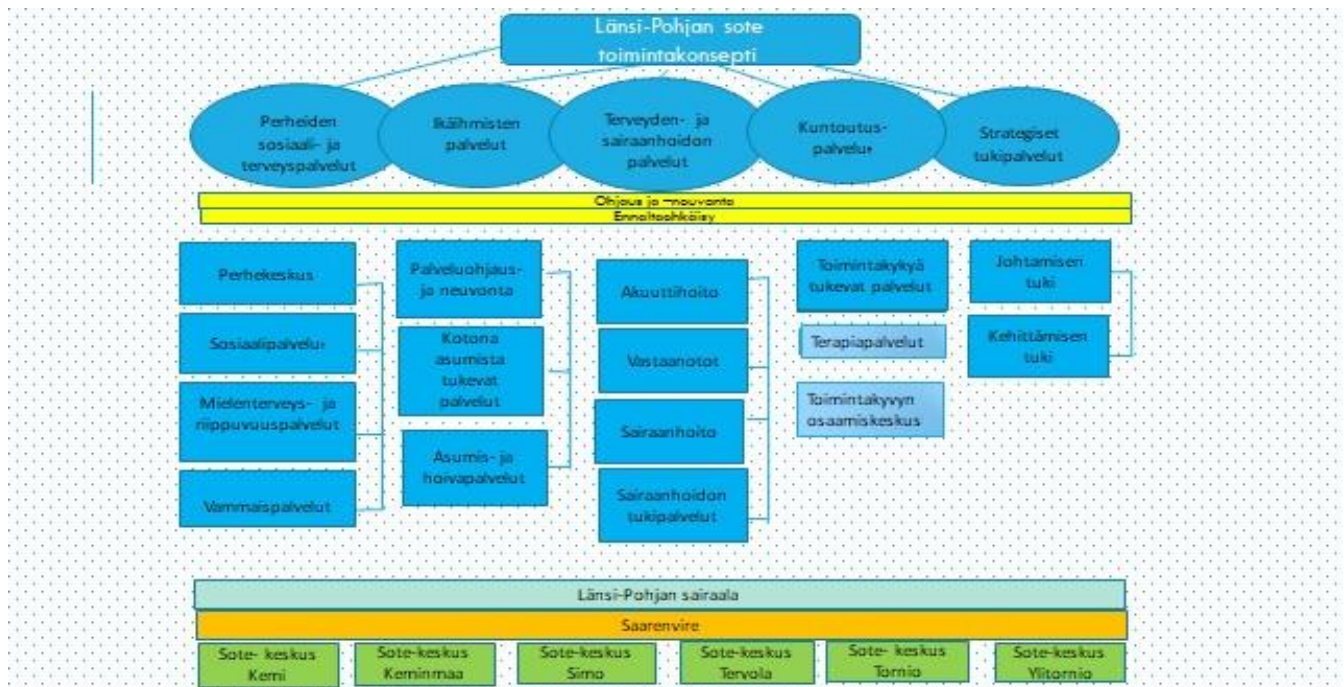 Länsi-Pohjan sote
toimintakonsepti
Perheiden
sosiaali- ja
terveyspalvelut
Ikäihmisten
palvelut
Terveyden- ja
sairaanhoidon
palvelut
Kuntoutus-
palvelu
Strategiset
tukipalvelut
Ohjaus ja –neuvonta
Ennaltaehkäisy
Perhekeskus
Sosiaalipalvelu
Mielenterveys- ja
riippuvuuspalvelut
Vammaispalvelut
Palveluohjaus-
ja neuvonta
Kotona
asumista
tukevat
palvelut
Asumis- ja
hoivapalvelut
Akuuttihoito
Vastaanotot
Sairaanhoito
Sairaanhoidon
tukipalvelut
Toimintakykyä
tukevat palvelut
Terapiapalvelut
Toimintakyvyn
osaamiskeskus
Johtamisen
tuki
Kehittämisen
tuki
Länsi-Pohjan sairaala
Saarenvire
Sote- keskus
Kemi
Sote-keskus
Keminmaa
Sote-keskus
Simo
Sote-keskus
Tervola
Sote- keskus
Tornio
Sote-keskus
Ylitornio